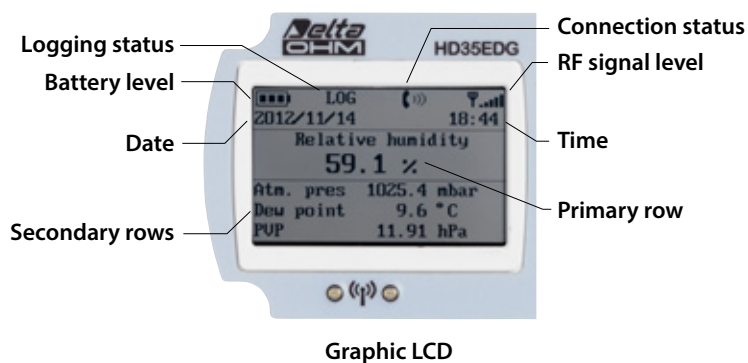 Delta
OHM
HD35EDG
Logging status
Connection status
Battery level
RF signal level
LOG
2012/11/14
18:44
Date
Time
Relative humidity
59.1 %
Primary row
Atm. pres 1025.4 mbar
Dew point 9.6 °C
PVP 11.91 hPa
Secondary rows
Graphic LCD